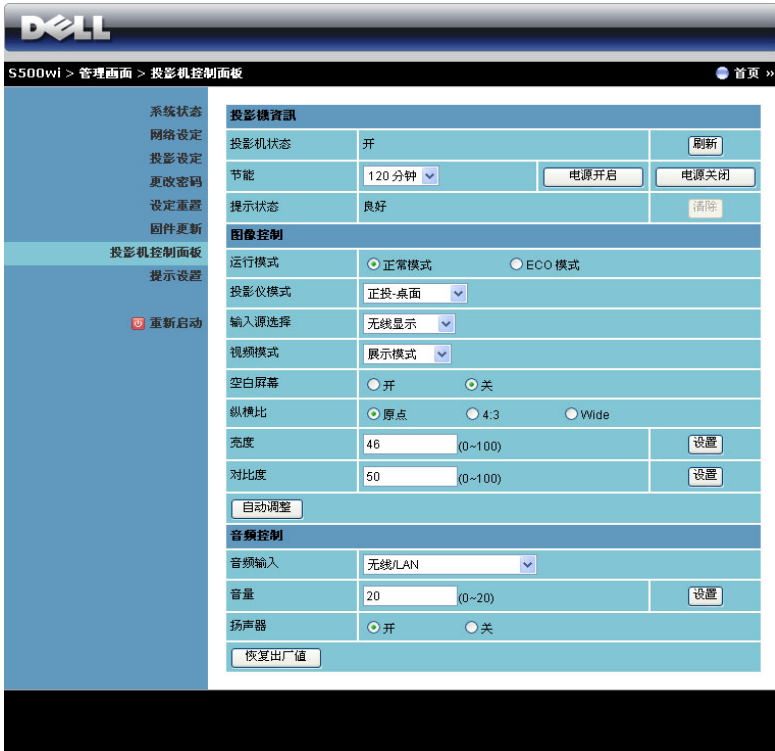 DELL
S500wi > 管理画面 > 投影机控制面板 首页 »
系统状态
网络设定
投影设定
更改密码
设定重置
固件更新
投影机控制面板
提示设置
重新启动
投影機資訊
投影机状态 开 刷新
节能 120 分钟 电源开启 电源关闭
提示状态 良好 清除
图像控制
运行模式 正常模式 ECO 模式
投影仪模式 正投-桌面
输入源选择 无线显示
视频模式 展示模式
空白屏幕 开 关
纵横比 原点 4:3 Wide
亮度 46 (0~100) 设置
对比度 50 (0~100) 设置
自动调整
音频控制
音频输入 无线/LAN
音量 20 (0~20) 设置
扬声器 开 关
恢复出厂值